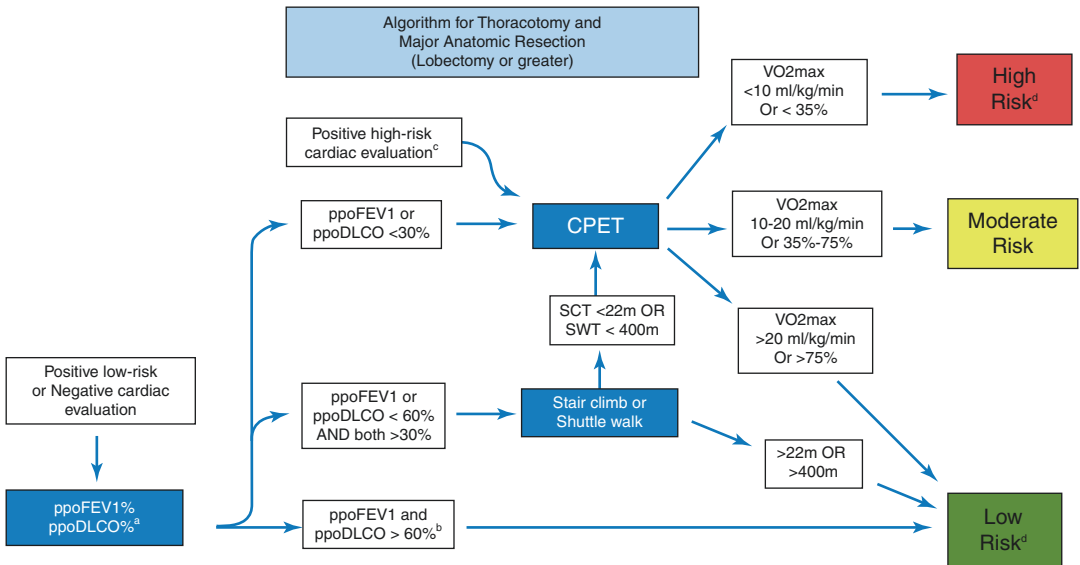 Algorithm for Thoracotomy and
Major Anatomic Resection
(Lobectomy or greater)
VO2max
<10 ml/kg/min
Or < 35%
High
Riskᵈ
Positive high-risk
cardiac evaluationᶜ
ppoFEV1 or
ppoDLCO <30%
CPET
VO2max
10-20 ml/kg/min
Or 35%-75%
Moderate
Risk
SCT <22m OR
SWT < 400m
VO2max
>20 ml/kg/min
Or >75%
Positive low-risk
or Negative cardiac
evaluation
ppoFEV1 or
ppoDLCO < 60%
AND both >30%
Stair climb or
Shuttle walk
>22m OR
>400m
ppoFEV1%
ppoDLCO%ᵃ
ppoFEV1 and
ppoDLCO > 60%ᵇ
Low
Riskᵈ